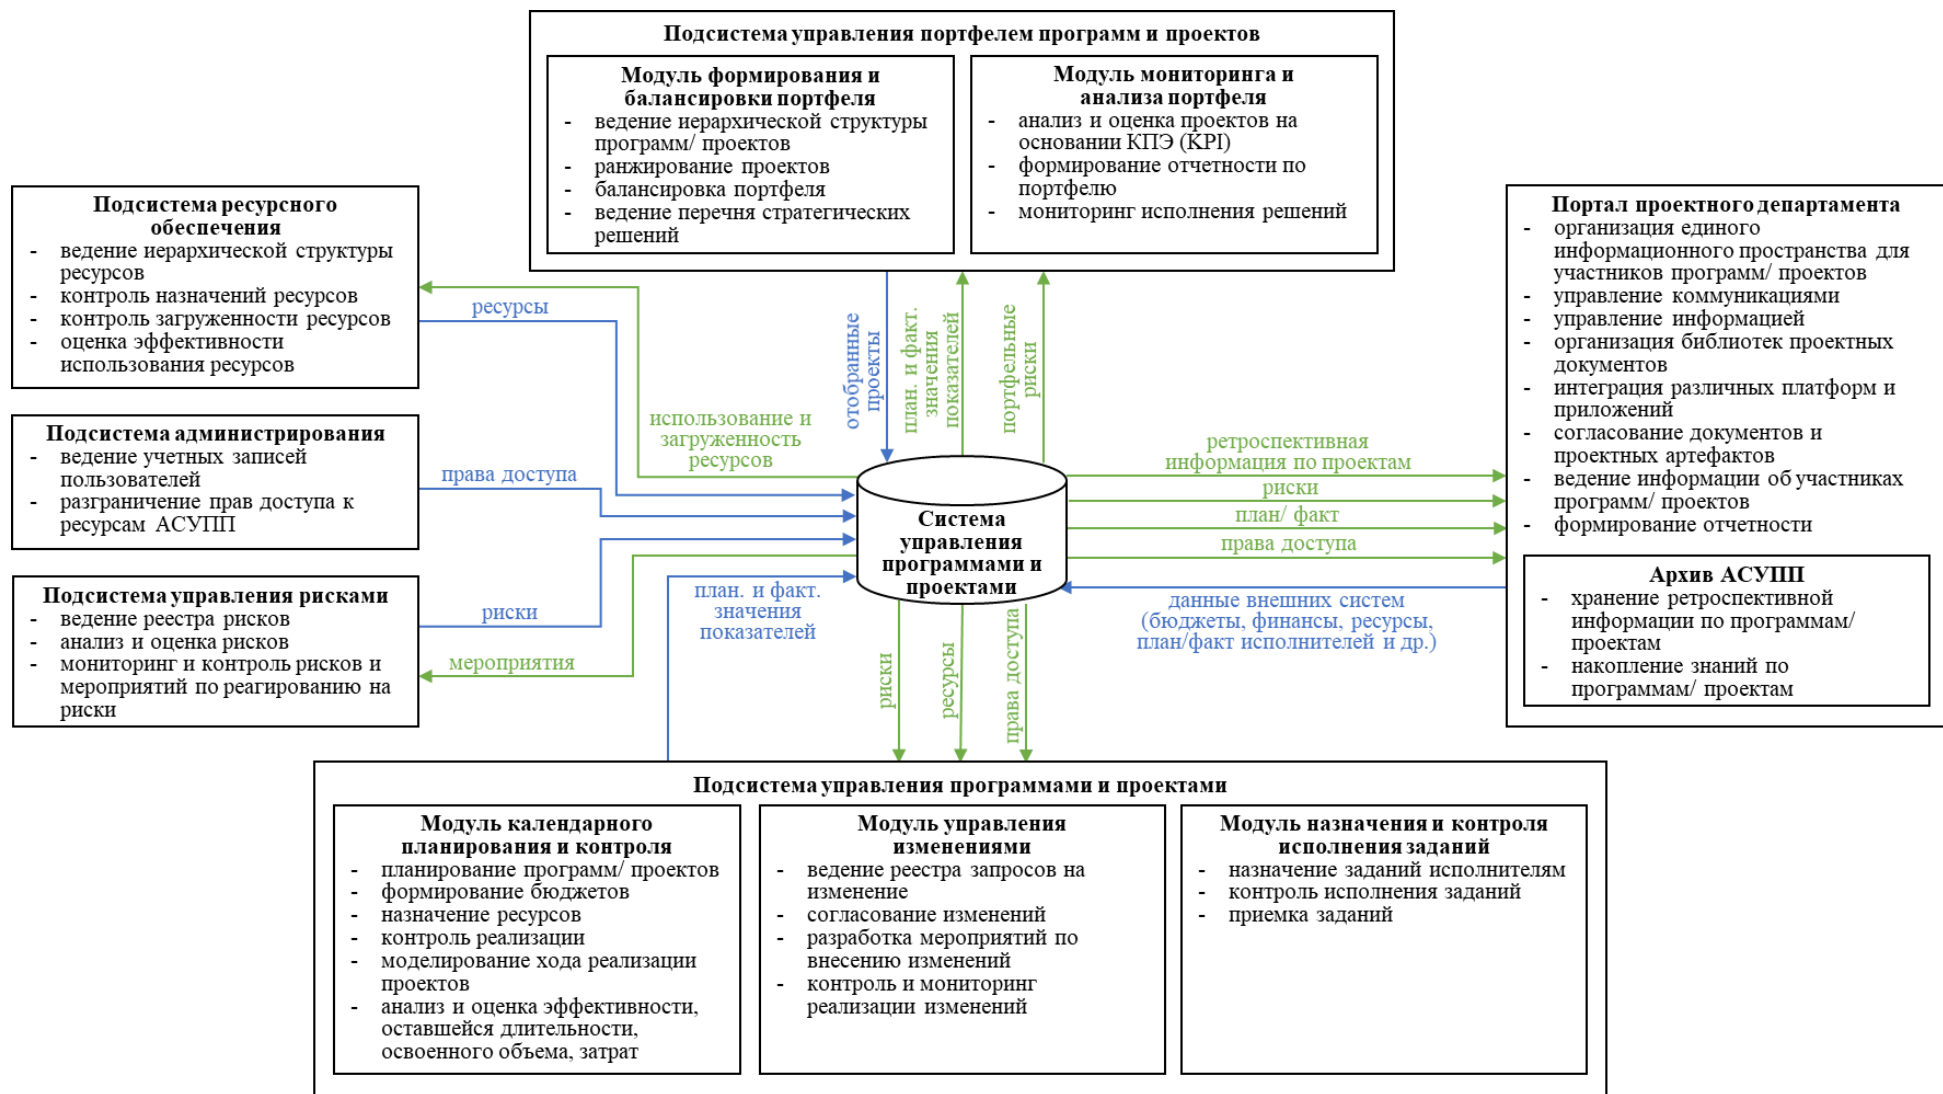 Подсистема управления портфелем программ и проектов
Модуль формирования и
балансировки портфеля
- ведение иерархической структуры
программ/ проектов
- ранжирование проектов
- балансировка портфеля
- ведение перечня стратегических
решений
Модуль мониторинга и
анализа портфеля
- анализ и оценка проектов на
основании КПЭ (KPI)
- формирование отчетности по
портфелю
- мониторинг исполнения решений
Подсистема ресурсного
обеспечения
- ведение иерархической структуры
ресурсов
- контроль назначений ресурсов
- контроль загруженности ресурсов
- оценка эффективности
использования ресурсов
Подсистема администрирования
- ведение учетных записей
пользователей
- разграничение прав доступа к
ресурсам АСУПП
Подсистема управления рисками
- ведение реестра рисков
- анализ и оценка рисков
- мониторинг и контроль рисков и
мероприятий по реагированию на
риски
ресурсы
использование и
загруженность
ресурсов
права доступа
риски
мероприятия
план. и факт.
значения
показателей
отобранные
проекты
план. и факт.
значения
показателей
портфельные
риски
Система
управления
программами и
проектами
риски
ресурсы
права доступа
ретроспективная
информация по проектам
риски
план/ факт
права доступа
данные внешних систем
(бюджеты, финансы, ресурсы,
план/факт исполнителей и др.)
Портал проектного департамента
- организация единого
информационного пространства для
участников программ/ проектов
- управление коммуникациями
- управление информацией
- организация библиотек проектных
документов
- интеграция различных платформ и
приложений
- согласование документов и
проектных артефактов
- ведение информации об участниках
программ/ проектов
- формирование отчетности
Архив АСУПП
- хранение ретроспективной
информации по программам/
проектам
- накопление знаний по
программам/ проектам
Подсистема управления программами и проектами
Модуль календарного
планирования и контроля
- планирование программ/ проектов
- формирование бюджетов
- назначение ресурсов
- контроль реализации
- моделирование хода реализации
проектов
- анализ и оценка эффективности,
оставшейся длительности,
освоенного объема, затрат
Модуль управления
изменениями
- ведение реестра запросов на
изменение
- согласование изменений
- разработка мероприятий по
внесению изменений
- контроль и мониторинг
реализации изменений
Модуль назначения и контроля
исполнения заданий
- назначение заданий исполнителям
- контроль исполнения заданий
- приемка заданий